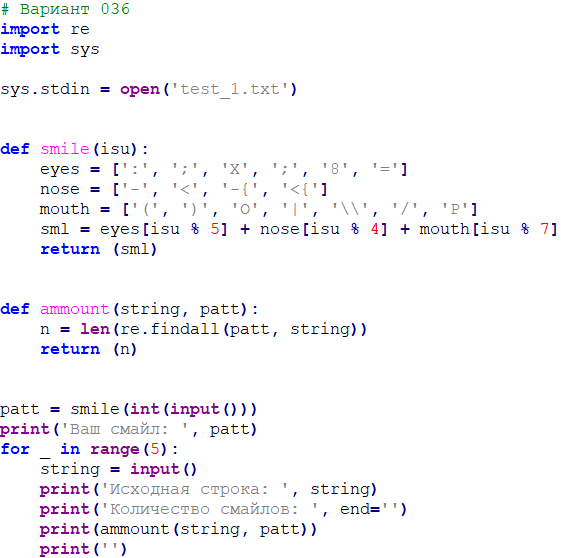 # Вариант 036
import re
import sys

sys.stdin = open('test_1.txt')


def smile(isu):
    eyes = [':', ';', 'X', ';', '8', '=']
    nose = ['-', '<', '-{', '<{']
    mouth = ['(', ')', 'O', '|', '\\', '/', 'P']
    sml = eyes[isu % 5] + nose[isu % 4] + mouth[isu % 7]
    return (sml)


def ammount(string, patt):
    n = len(re.findall(patt, string))
    return (n)


patt = smile(int(input()))
print('Ваш смайл: ', patt)
for _ in range(5):
    string = input()
    print('Исходная строка: ', string)
    print('Количество смайлов: ', end='')
    print(ammount(string, patt))
    print('')